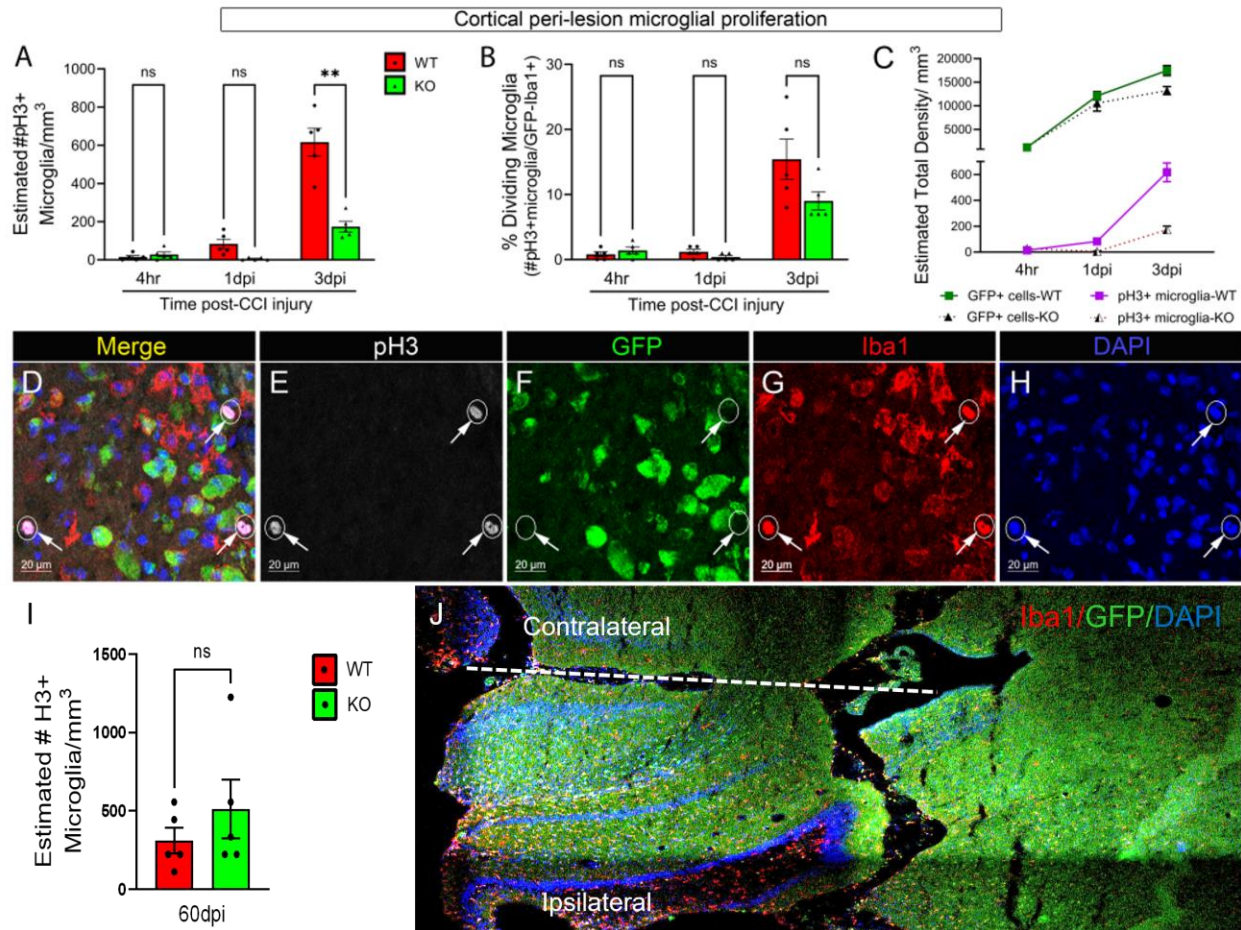 Cortical peri-lesion microglial proliferation
A
Estimated #pH3+
Microglia/mm³
1000
800
600
400
200
0
ns
ns
**
4hr
1dpi
3dpi
Time post-CCI injury
WT
KO
B
% Dividing Microglia
(#pH3+microglia/GFP-Iba1+)
30
20
10
0
ns
ns
ns
4hr
1dpi
3dpi
Time post-CCI injury
C
Estimated Total Density/ mm³
20000
15000
10000
5000
600
400
200
0
4hr
1dpi
3dpi
GFP+ cells-WT
pH3+ microglia-WT
GFP+ cells-KO
pH3+ microglia-KO
Merge
pH3
GFP
Iba1
DAPI
D
E
F
G
H
20 µm
20 µm
20 µm
20 µm
20 µm
I
Estimated # H3+
Microglia/mm³
1500
1000
500
0
ns
60dpi
WT
KO
J
Iba1/GFP/DAPI
Contralateral
Ipsilateral